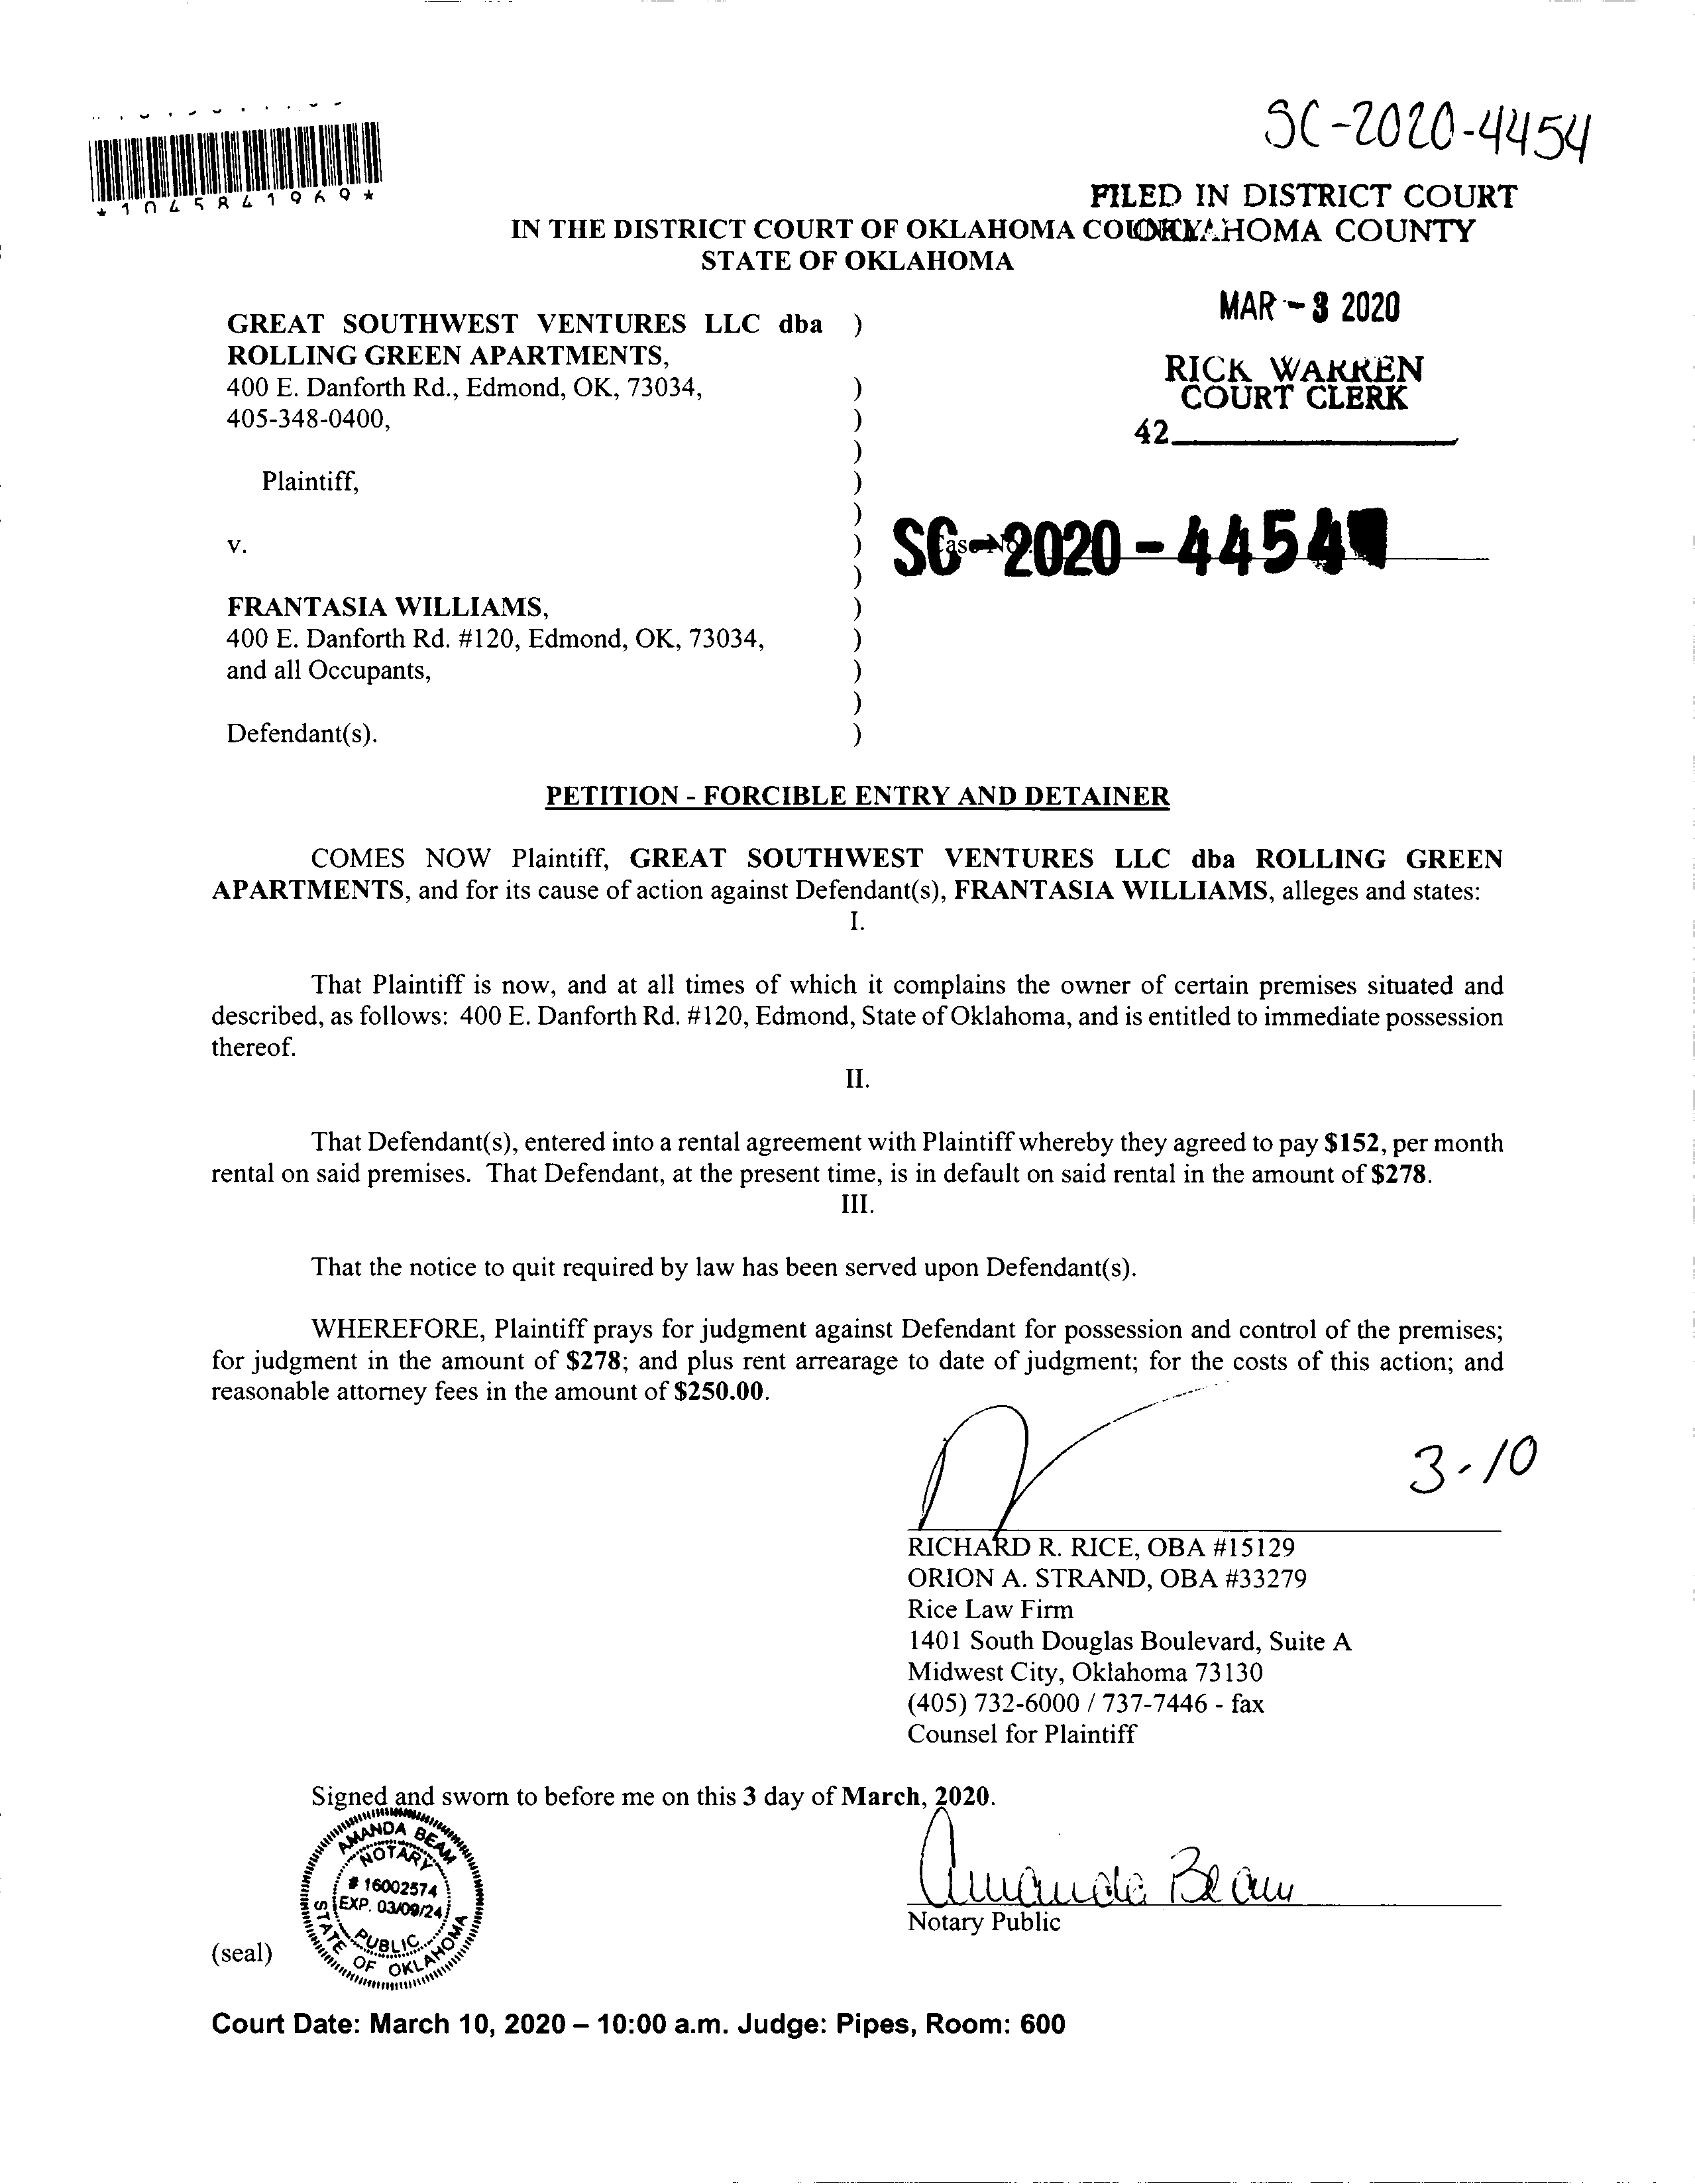 SC-2020-4454
*1045841969*
FILED IN DISTRICT COURT
OKLAHOMA COUNTY
IN THE DISTRICT COURT OF OKLAHOMA COUNTY
STATE OF OKLAHOMA
MAR - 3 2020
RICK WARREN
COURT CLERK
42
GREAT SOUTHWEST VENTURES LLC dba )
ROLLING GREEN APARTMENTS,
400 E. Danforth Rd., Edmond, OK, 73034, )
405-348-0400, )
)
Plaintiff, )
)
v. ) Case No. SC-2020-4454
)
FRANTASIA WILLIAMS, )
400 E. Danforth Rd. #120, Edmond, OK, 73034, )
and all Occupants, )
)
Defendant(s). )
PETITION - FORCIBLE ENTRY AND DETAINER
COMES NOW Plaintiff, GREAT SOUTHWEST VENTURES LLC dba ROLLING GREEN
APARTMENTS, and for its cause of action against Defendant(s), FRANTASIA WILLIAMS, alleges and states:
I.
That Plaintiff is now, and at all times of which it complains the owner of certain premises situated and
described, as follows: 400 E. Danforth Rd. #120, Edmond, State of Oklahoma, and is entitled to immediate possession
thereof.
II.
That Defendant(s), entered into a rental agreement with Plaintiff whereby they agreed to pay $152, per month
rental on said premises. That Defendant, at the present time, is in default on said rental in the amount of $278.
III.
That the notice to quit required by law has been served upon Defendant(s).
WHEREFORE, Plaintiff prays for judgment against Defendant for possession and control of the premises;
for judgment in the amount of $278; and plus rent arrearage to date of judgment; for the costs of this action; and
reasonable attorney fees in the amount of $250.00.
3-10
RICHARD R. RICE, OBA #15129
ORION A. STRAND, OBA #33279
Rice Law Firm
1401 South Douglas Boulevard, Suite A
Midwest City, Oklahoma 73130
(405) 732-6000 / 737-7446 - fax
Counsel for Plaintiff
Signed and sworn to before me on this 3 day of March, 2020.
AMANDA BEAM
NOTARY
# 16002574
EXP. 03/09/24
PUBLIC
STATE OF OKLAHOMA
Amanda Beam
Notary Public
(seal)
Court Date: March 10, 2020 – 10:00 a.m. Judge: Pipes, Room: 600